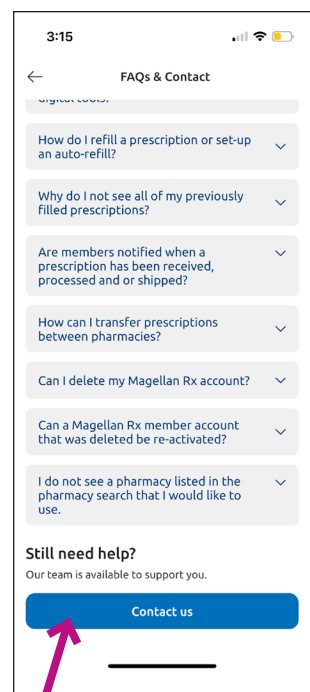 3:15
FAQs & Contact
digital tools?
How do I refill a prescription or set-up
an auto-refill?
Why do I not see all of my previously
filled prescriptions?
Are members notified when a
prescription has been received,
processed and or shipped?
How can I transfer prescriptions
between pharmacies?
Can I delete my Magellan Rx account?
Can a Magellan Rx member account
that was deleted be re-activated?
I do not see a pharmacy listed in the
pharmacy search that I would like to
use.
Still need help?
Our team is available to support you.
Contact us